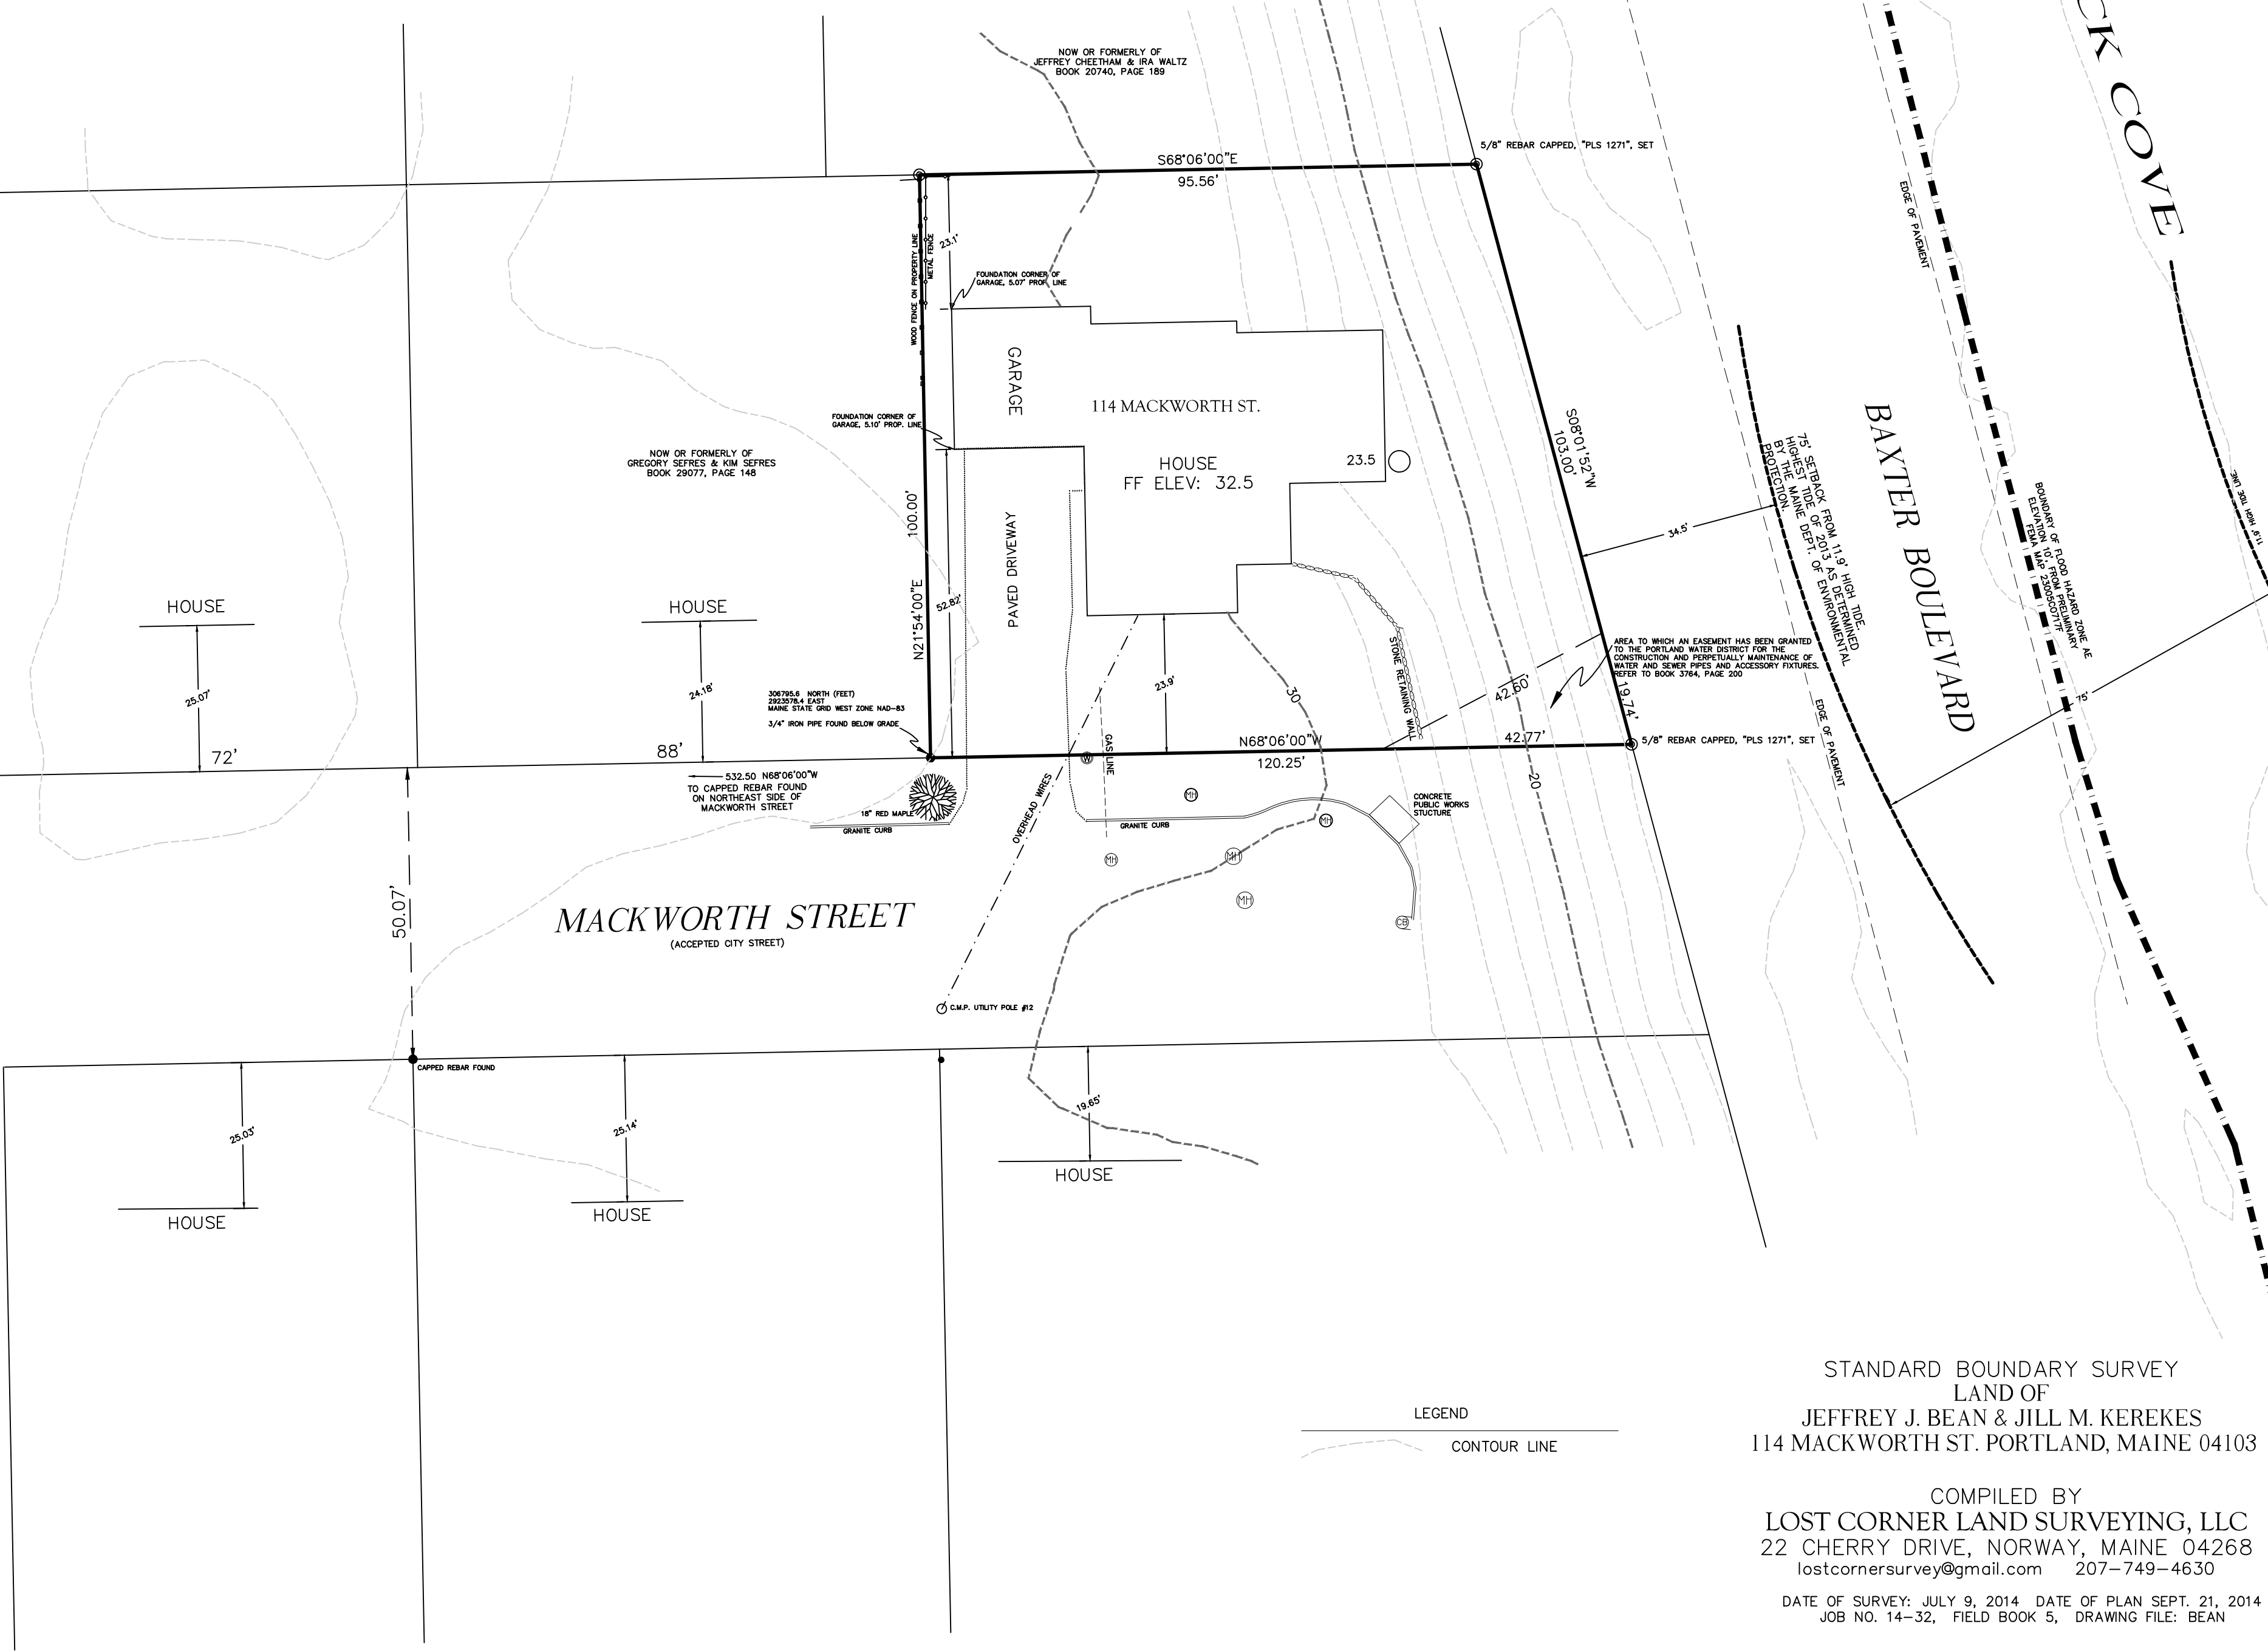 NOW OR FORMERLY OF
JEFFREY CHEETHAM & IRA WALTZ
BOOK 20740, PAGE 189
CK COVE
5/8" REBAR CAPPED, "PLS 1271", SET
S68°06'00"E
95.56'
EDGE OF PAVEMENT
WOOD FENCE ON PROPERTY LINE
METAL FENCE
23.1'
FOUNDATION CORNER OF
GARAGE, 5.07' PROP. LINE
GARAGE
114 MACKWORTH ST.
FOUNDATION CORNER OF
GARAGE, 5.10' PROP. LINE
HOUSE
FF ELEV: 32.5
23.5
S08°01'52"W
103.00'
34.5'
75' SETBACK FROM 11.9' HIGH TIDE.
HIGHEST TIDE OF 2013 AS DETERMINED
BY THE MAINE DEPT. OF ENVIRONMENTAL
PROTECTION.
BAXTER BOULEVARD
BOUNDARY OF FLOOD HAZARD ZONE AE
ELEVATION 10', FROM PRELIMINARY
FEMA MAP 23005C0717F
11.9' HIGH TIDE LINE
75'
NOW OR FORMERLY OF
GREGORY SEFRES & KIM SEFRES
BOOK 29077, PAGE 148
100.00'
N21°54'00"E
52.82'
PAVED DRIVEWAY
HOUSE
25.07'
72'
HOUSE
24.18'
88'
306795.6 NORTH (FEET)
2923578.4 EAST
MAINE STATE GRID WEST ZONE NAD-83
3/4" IRON PIPE FOUND BELOW GRADE
23.9'
30
STONE RETAINING WALL
AREA TO WHICH AN EASEMENT HAS BEEN GRANTED
TO THE PORTLAND WATER DISTRICT FOR THE
CONSTRUCTION AND PERPETUALLY MAINTENANCE OF
WATER AND SEWER PIPES AND ACCESSORY FIXTURES.
REFER TO BOOK 3764, PAGE 200
42.60'
19.74'
EDGE OF PAVEMENT
N68°06'00"W
120.25'
42.77'
5/8" REBAR CAPPED, "PLS 1271", SET
GAS LINE
W
20
532.50 N68°06'00"W
TO CAPPED REBAR FOUND
ON NORTHEAST SIDE OF
MACKWORTH STREET
18" RED MAPLE
GRANITE CURB
OVERHEAD WIRES
MH
GRANITE CURB
MH
CONCRETE
PUBLIC WORKS
STUCTURE
MH
MH
MH
CB
50.07'
MACKWORTH STREET
(ACCEPTED CITY STREET)
C.M.P. UTILITY POLE #12
CAPPED REBAR FOUND
25.03'
HOUSE
25.14'
HOUSE
19.65'
HOUSE
LEGEND
CONTOUR LINE
STANDARD BOUNDARY SURVEY
LAND OF
JEFFREY J. BEAN & JILL M. KEREKES
114 MACKWORTH ST. PORTLAND, MAINE 04103
COMPILED BY
LOST CORNER LAND SURVEYING, LLC
22 CHERRY DRIVE, NORWAY, MAINE 04268
lostcornersurvey@gmail.com 207-749-4630
DATE OF SURVEY: JULY 9, 2014 DATE OF PLAN SEPT. 21, 2014
JOB NO. 14-32, FIELD BOOK 5, DRAWING FILE: BEAN